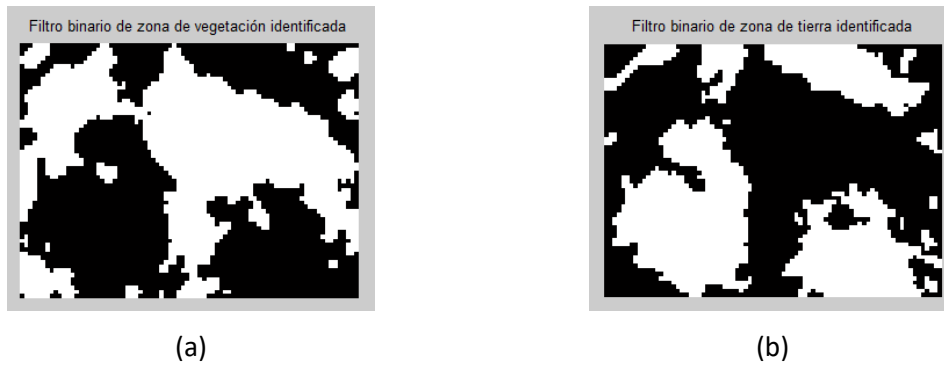 Filtro binario de zona de vegetación identificada
Filtro binario de zona de tierra identificada
(a)
(b)